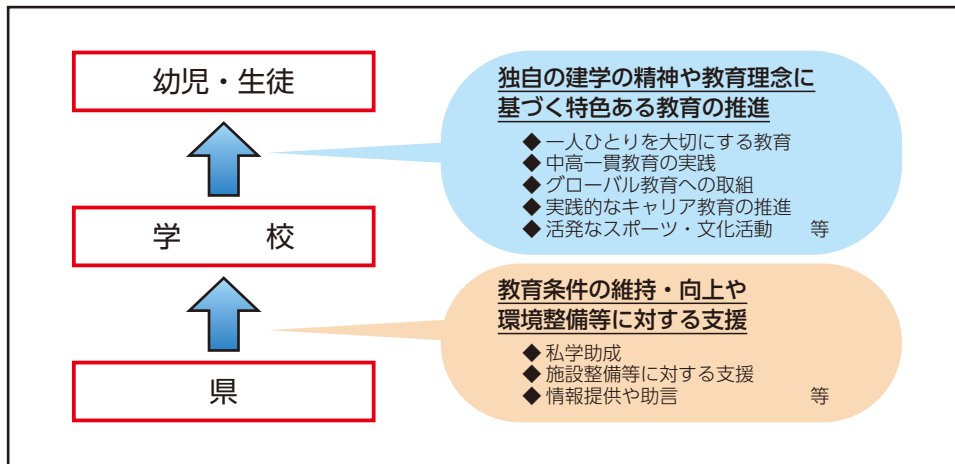 幼児・生徒
独自の建学の精神や教育理念に
基づく特色ある教育の推進
◆一人ひとりを大切にする教育
◆中高一貫教育の実践
◆グローバル教育への取組
◆実践的なキャリア教育の推進
◆活発なスポーツ・文化活動　等
学　校
教育条件の維持・向上や
環境整備等に対する支援
◆私学助成
◆施設整備等に対する支援
◆情報提供や助言　等
県